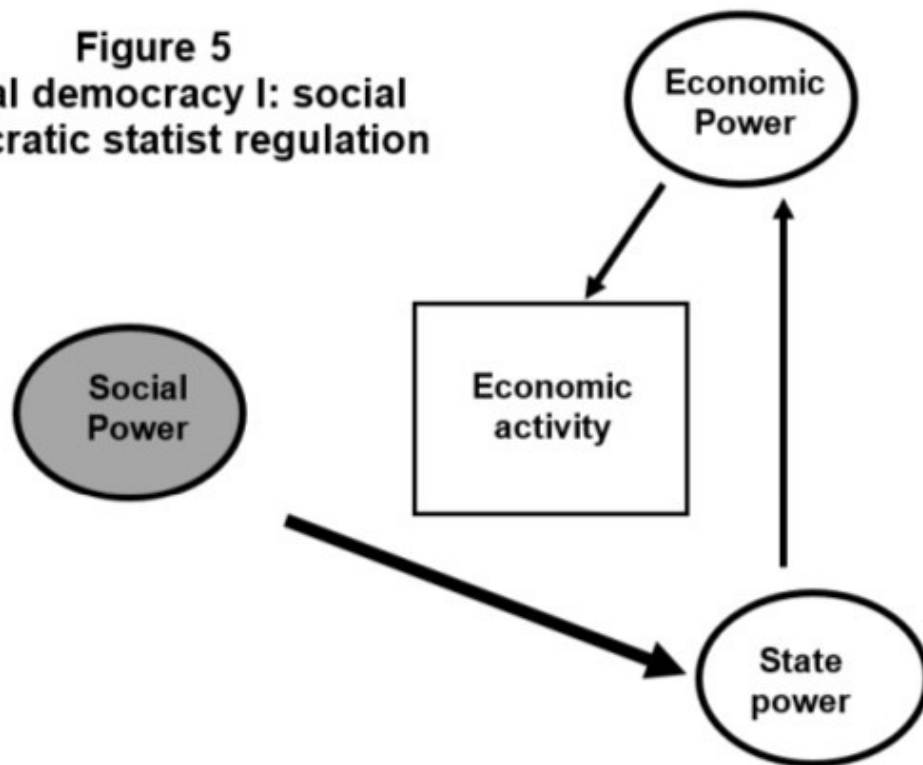 Figure 5
al democracy I: social
cratic statist regulation
Economic
Power
Economic
activity
Social
Power
State
power